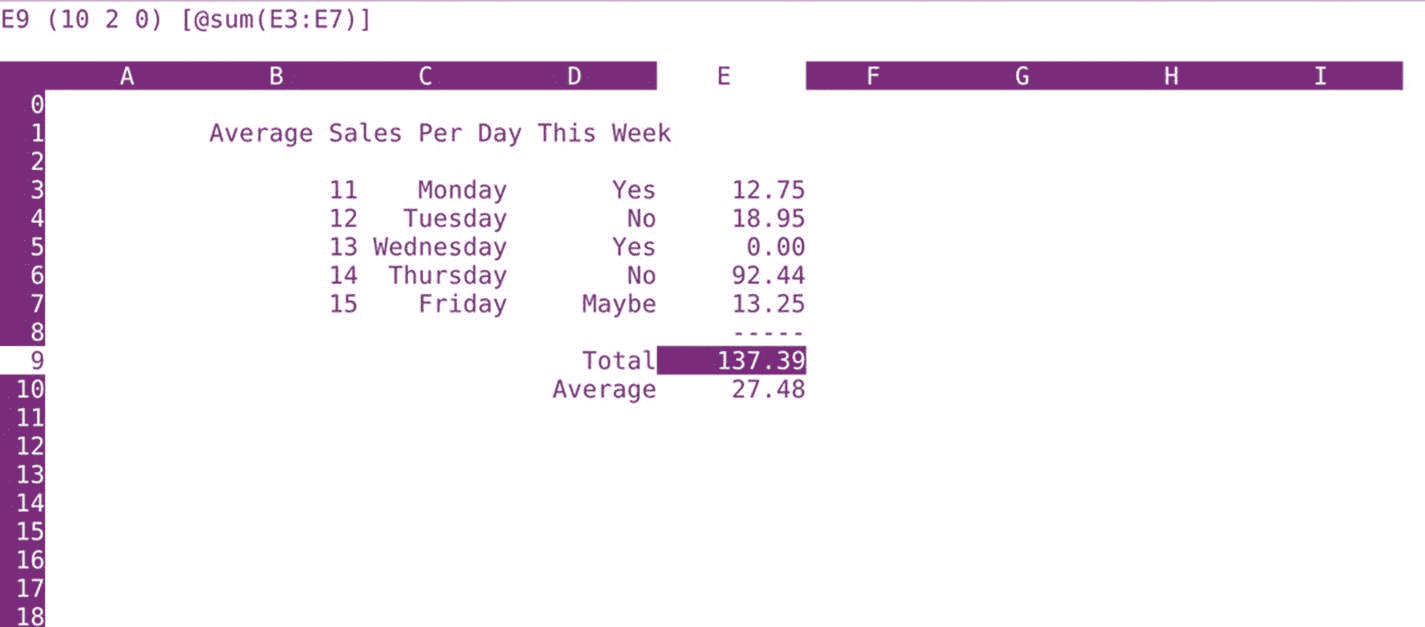 E9 (10 2 0) [@sum(E3:E7)]
A B C D E F G H I
0
1 Average Sales Per Day This Week
2
3 11 Monday Yes 12.75
4 12 Tuesday No 18.95
5 13 Wednesday Yes 0.00
6 14 Thursday No 92.44
7 15 Friday Maybe 13.25
8 -----
9 Total 137.39
10 Average 27.48
11
12
13
14
15
16
17
18